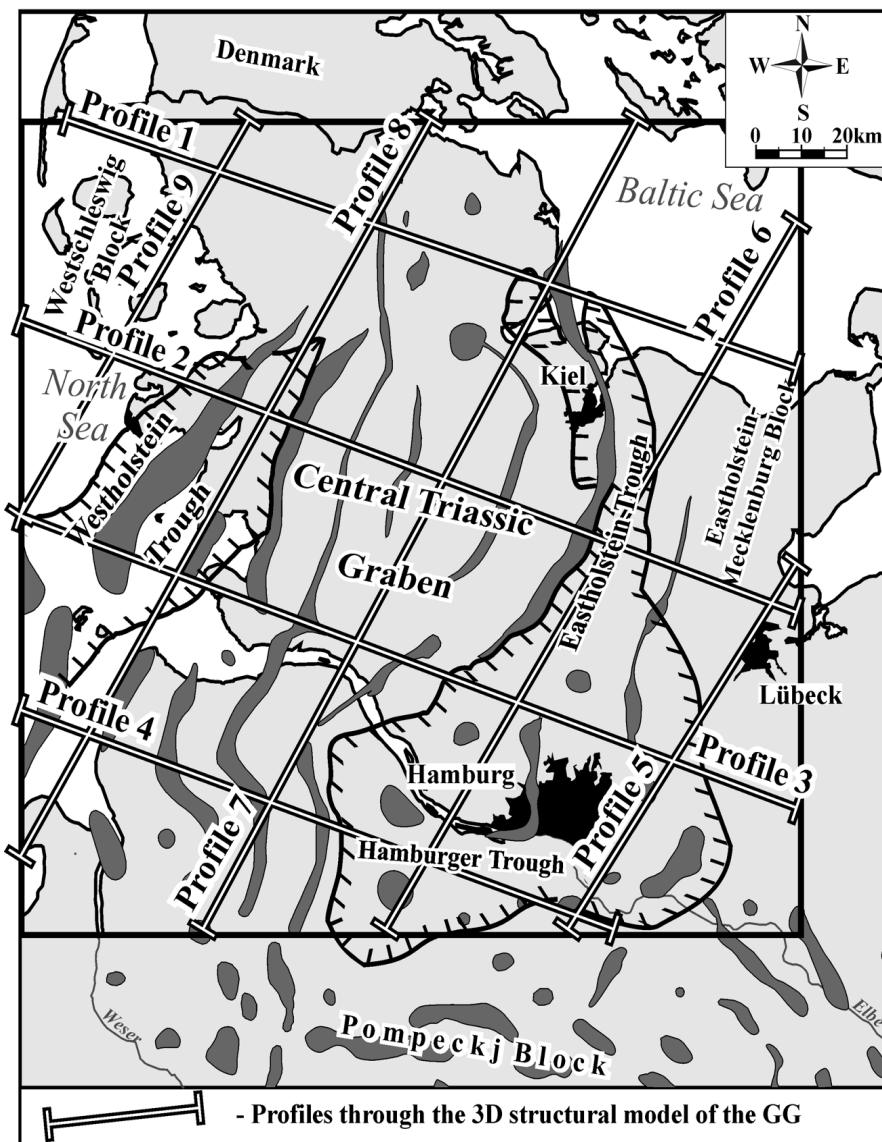 Denmark
N
W E
S
0 10 20km
Profile 1
Profile 8
Baltic Sea
Westschleswig
Block
Profile 9
Profile 6
Profile 2
North
Sea
Kiel
Westholstein
Trough
Central Triassic
Graben
Eastholstein-Trough
Eastholstein-
Mecklenburg Block
Lübeck
Profile 4
Profile 3
Hamburg
Profile 5
Profile 7
Hamburger Trough
Weser
Elbe
Pompeckj Block
- Profiles through the 3D structural model of the GG